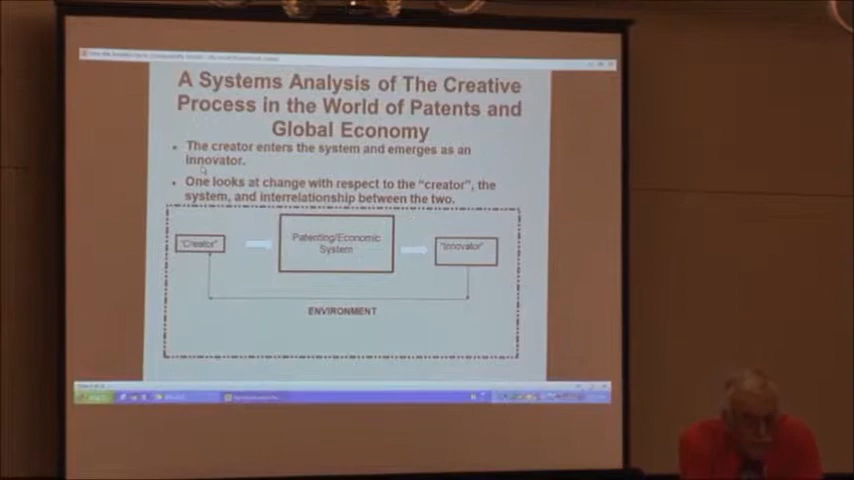 A Systems Analysis of The Creative
Process in the World of Patents and
Global Economy
The creator enters the system and emerges as an
innovator.
One looks at change with respect to the "creator", the
system, and interrelationship between the two.
"Creator"
Patenting/Economic
System
"Innovator"
ENVIRONMENT